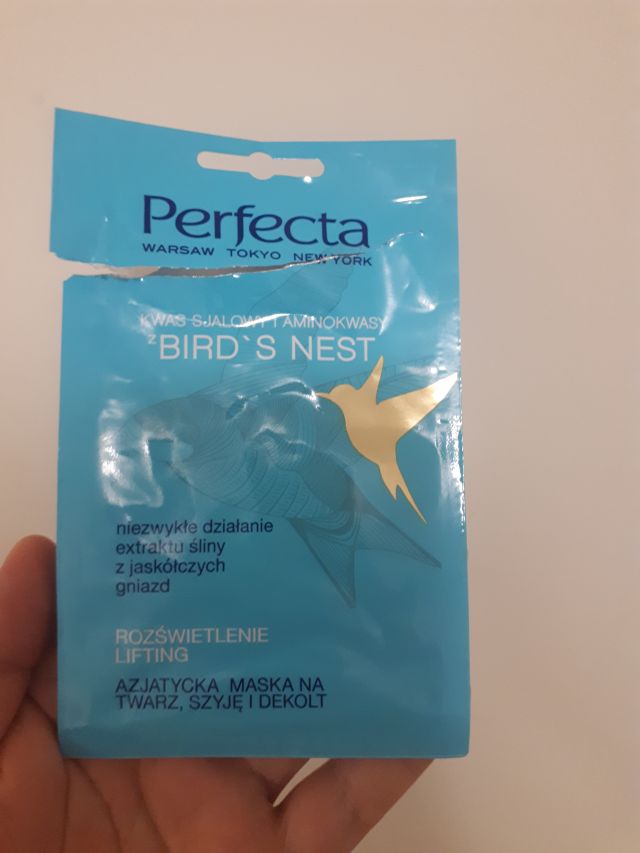 Perfecta
WARSAW TOKYO NEW YORK
KWAS SJALOWY I AMINOKWASY
z BIRD`S NEST
niezwykłe działanie
extraktu śliny
z jaskółczych
gniazd
ROZŚWIETLENIE
LIFTING
AZJATYCKA MASKA NA
TWARZ, SZYJĘ I DEKOLT